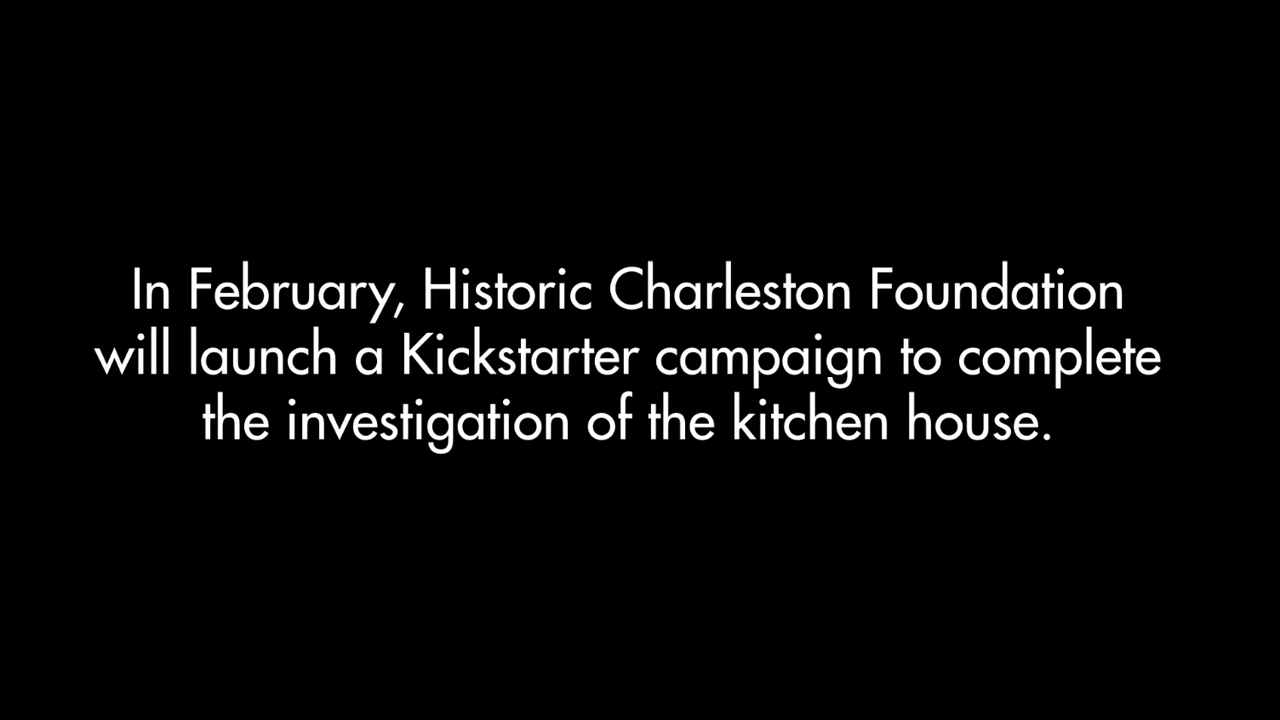 In February, Historic Charleston Foundation
will launch a Kickstarter campaign to complete
the investigation of the kitchen house.